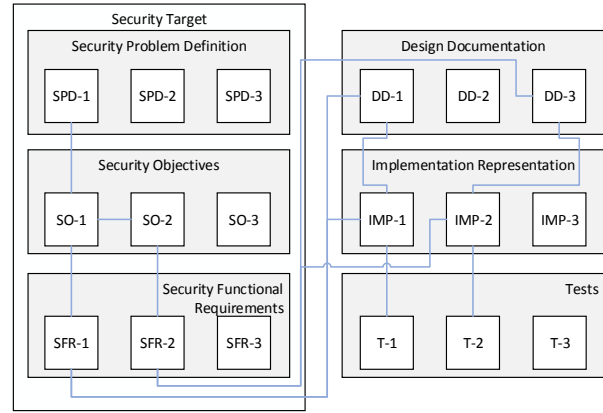 Security Target
Security Problem Definition
SPD-1 SPD-2 SPD-3
Security Objectives
SO-1 SO-2 SO-3
Security Functional
Requirements
SFR-1 SFR-2 SFR-3
Design Documentation
DD-1 DD-2 DD-3
Implementation Representation
IMP-1 IMP-2 IMP-3
Tests
T-1 T-2 T-3